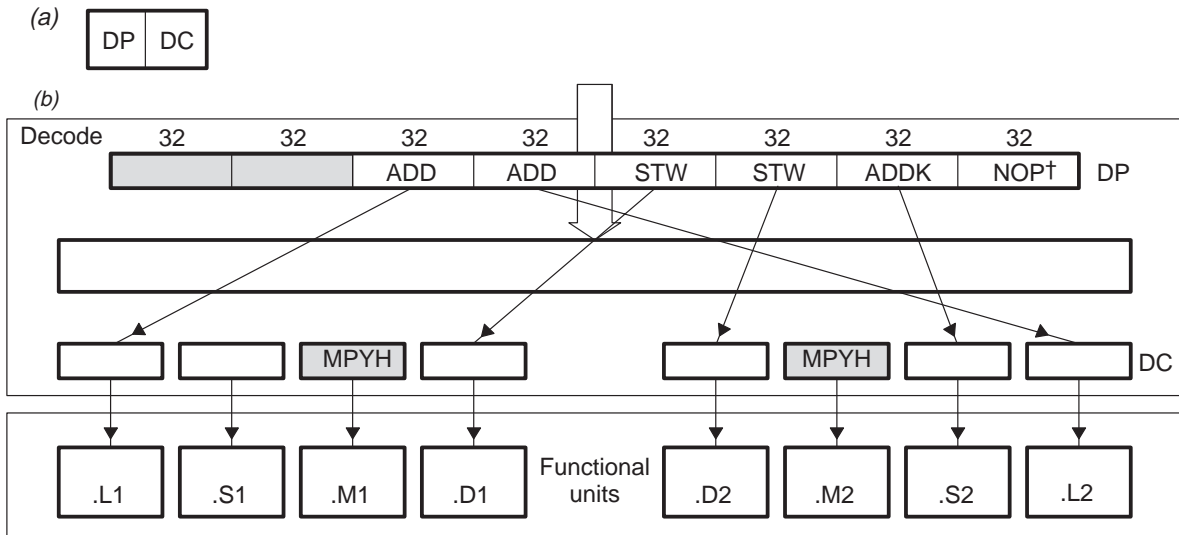 (a)
DP DC
(b)
Decode 32 32 32 32 32 32 32 32
ADD ADD STW STW ADDK NOP† DP
MPYH MPYH DC
Functional
units
.L1 .S1 .M1 .D1 .D2 .M2 .S2 .L2